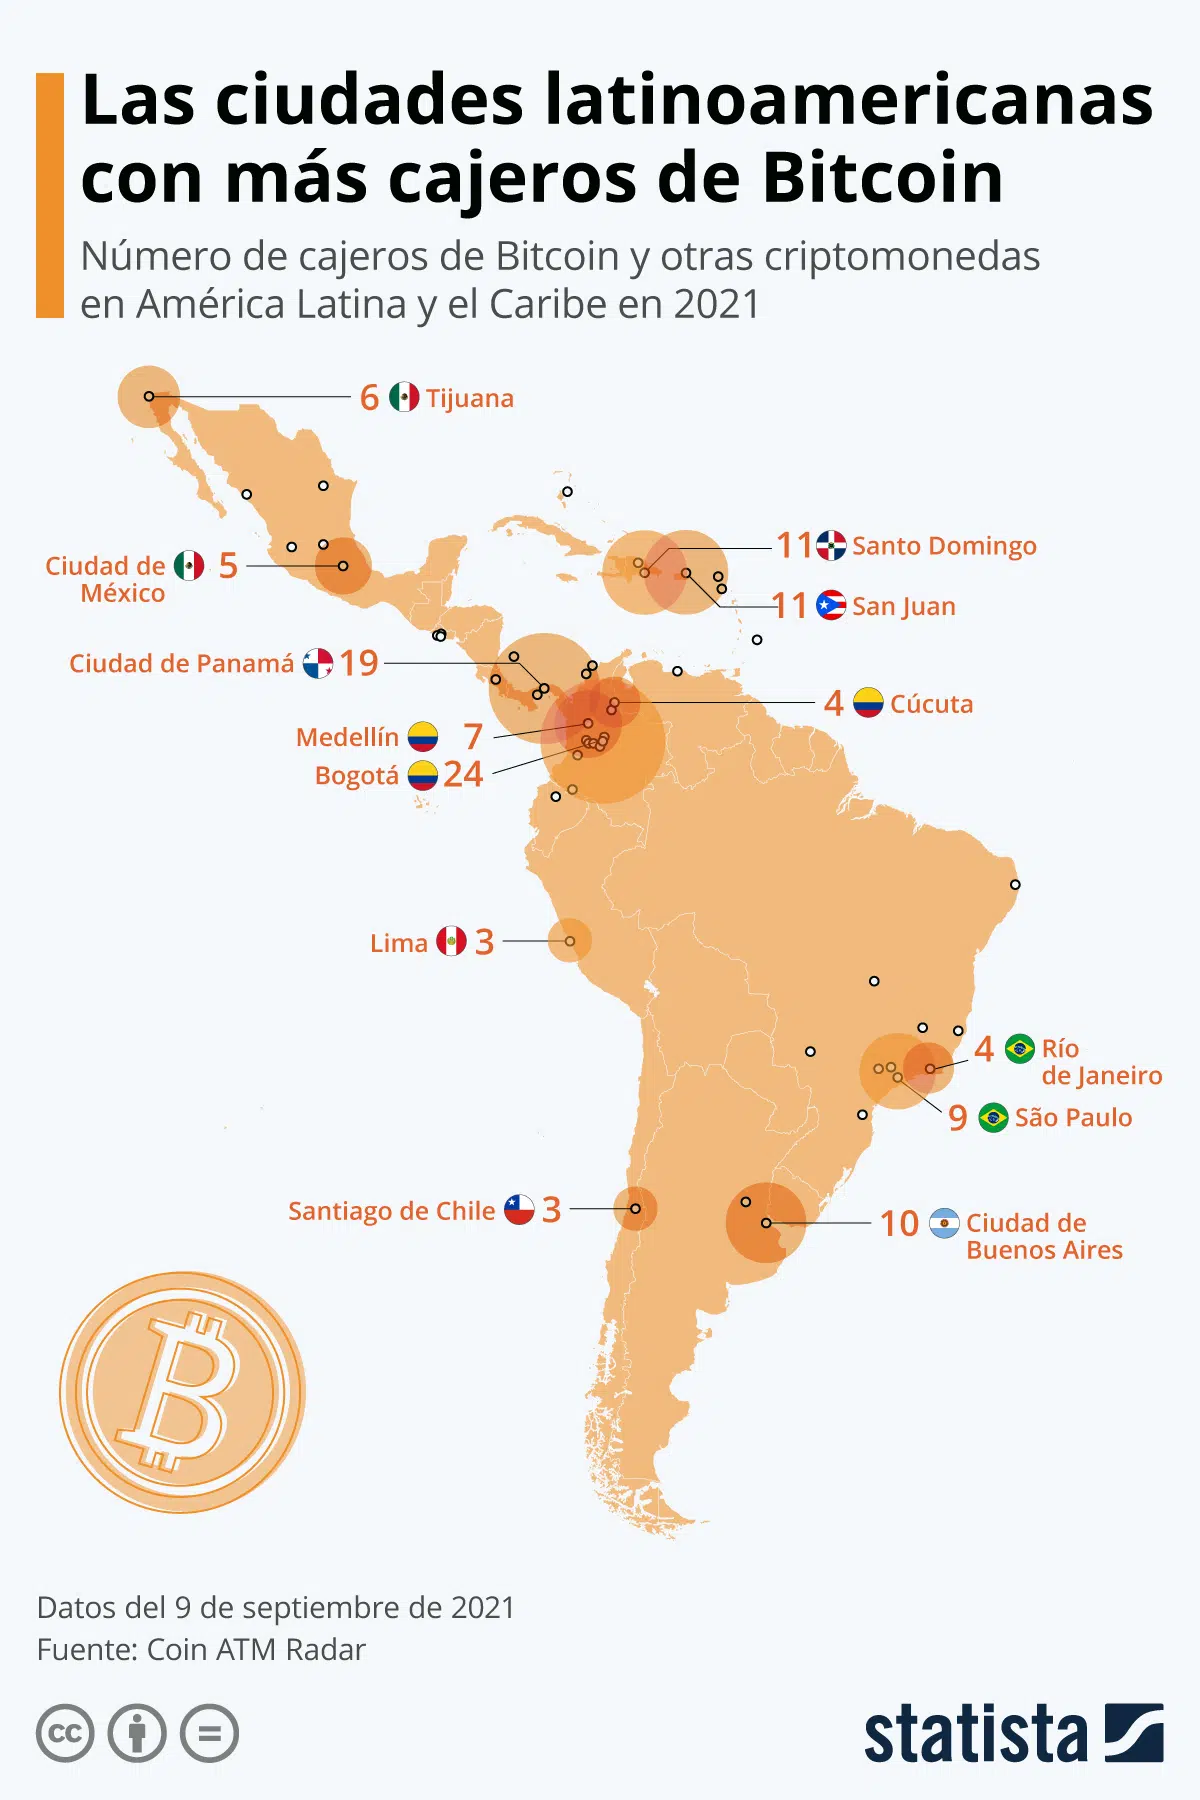 Las ciudades latinoamericanas
con más cajeros de Bitcoin
Número de cajeros de Bitcoin y otras criptomonedas
en América Latina y el Caribe en 2021
6 Tijuana
11 Santo Domingo
Ciudad de
México 5
11 San Juan
Ciudad de Panamá 19
4 Cúcuta
Medellín 7
Bogotá 24
Lima 3
4 Río
de Janeiro
9 São Paulo
Santiago de Chile 3
10 Ciudad de
Buenos Aires
Datos del 9 de septiembre de 2021
Fuente: Coin ATM Radar
cc
statista